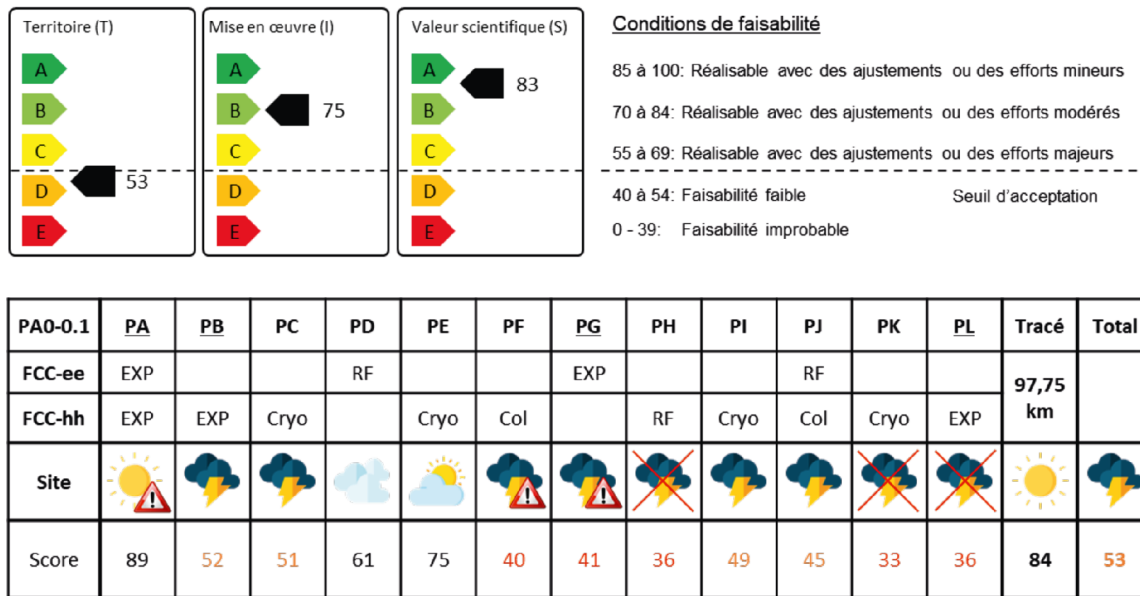 Territoire (T)
A
B
C
D
E
53
Mise en œuvre (I)
A
B
C
D
E
75
Valeur scientifique (S)
A
B
C
D
E
83
Conditions de faisabilité
85 à 100: Réalisable avec des ajustements ou des efforts mineurs
70 à 84: Réalisable avec des ajustements ou des efforts modérés
55 à 69: Réalisable avec des ajustements ou des efforts majeurs
40 à 54: Faisabilité faible Seuil d'acceptation
0 - 39: Faisabilité improbable
PA0-0.1 PA PB PC PD PE PF PG PH PI PJ PK PL Tracé Total
FCC-ee EXP RF EXP RF 97,75
km
FCC-hh EXP EXP Cryo Cryo Col RF Cryo Col Cryo EXP
Site
Score 89 52 51 61 75 40 41 36 49 45 33 36 84 53